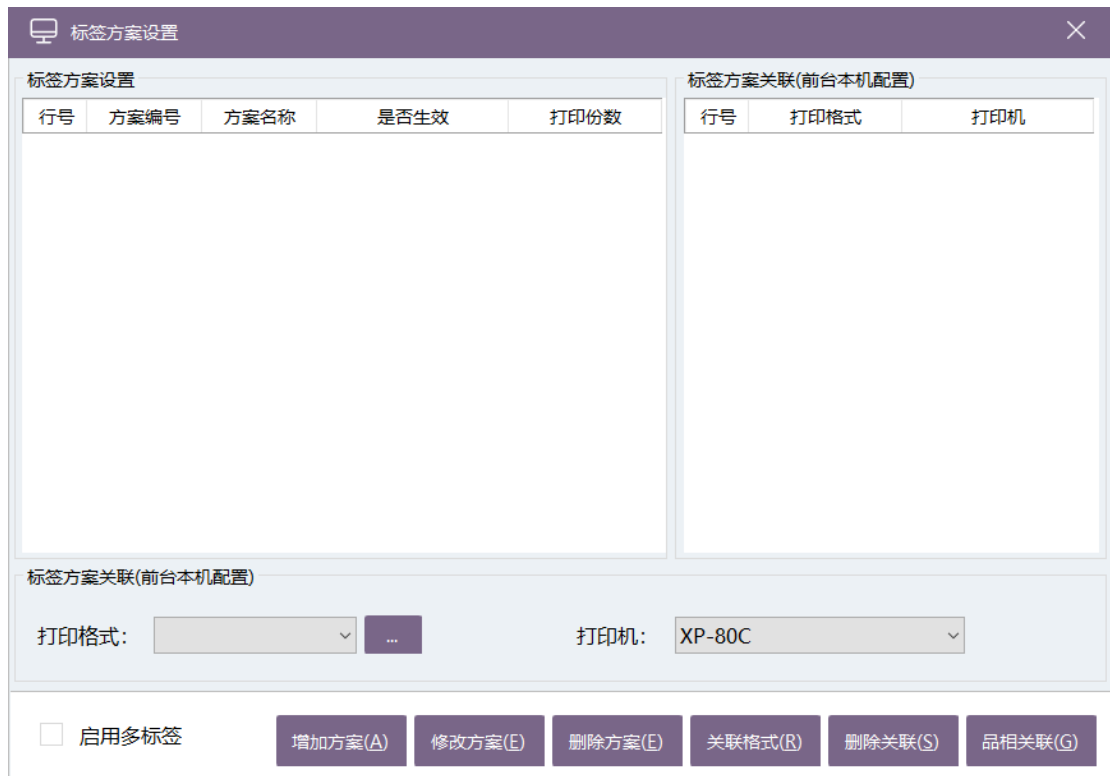 标签方案设置
标签方案设置
行号 方案编号 方案名称 是否生效 打印份数
标签方案关联(前台本机配置)
行号 打印格式 打印机
标签方案关联(前台本机配置)
打印格式： ... 打印机： XP-80C
启用多标签 增加方案(A) 修改方案(E) 删除方案(E) 关联格式(R) 删除关联(S) 品相关联(G)